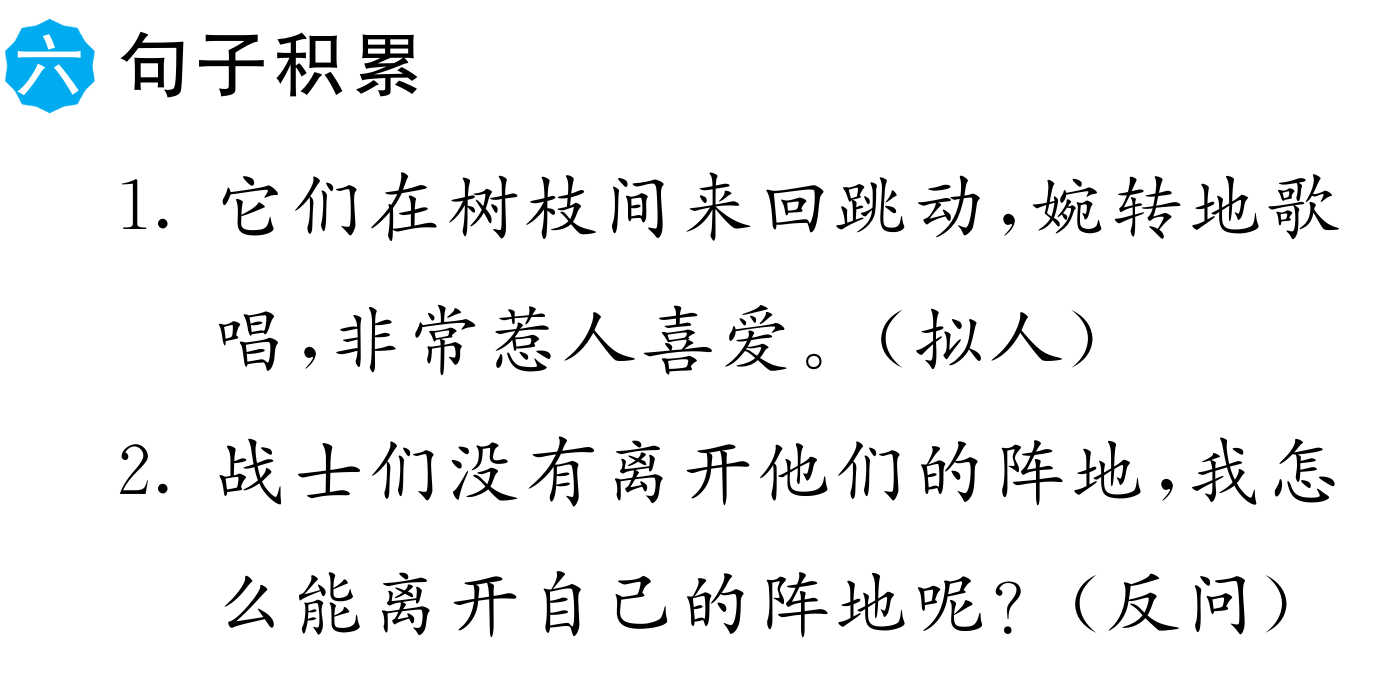 六 句子积累
1. 它们在树枝间来回跳动,婉转地歌
唱,非常惹人喜爱。(拟人)
2. 战士们没有离开他们的阵地,我怎
么能离开自己的阵地呢?(反问)